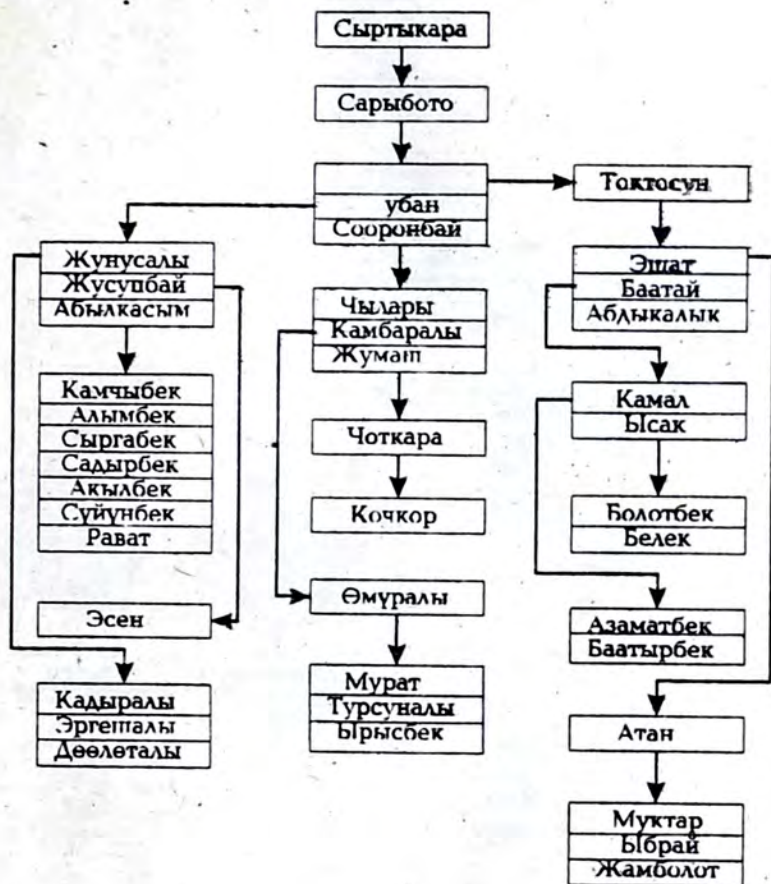 Сыртыкара
Сарыбото
убан
Сооронбай
Токтосун
Жунусалы
Жусупбай
Абылкасым
Чылары
Камбаралы
Жумаш
Эшат
Баатай
Абдыкалык
Камчыбек
Алымбек
Сыргабек
Садырбек
Акылбек
Сүйүнбек
Рават
Чоткара
Кочкор
Камал
Ысак
Болотбек
Белек
Эсен
Өмүралы
Азаматбек
Баатырбек
Кадыралы
Эргешалы
Дөөлөталы
Мурат
Турсуналы
Ырысбек
Атан
Муктар
Ыбрай
Жамболот